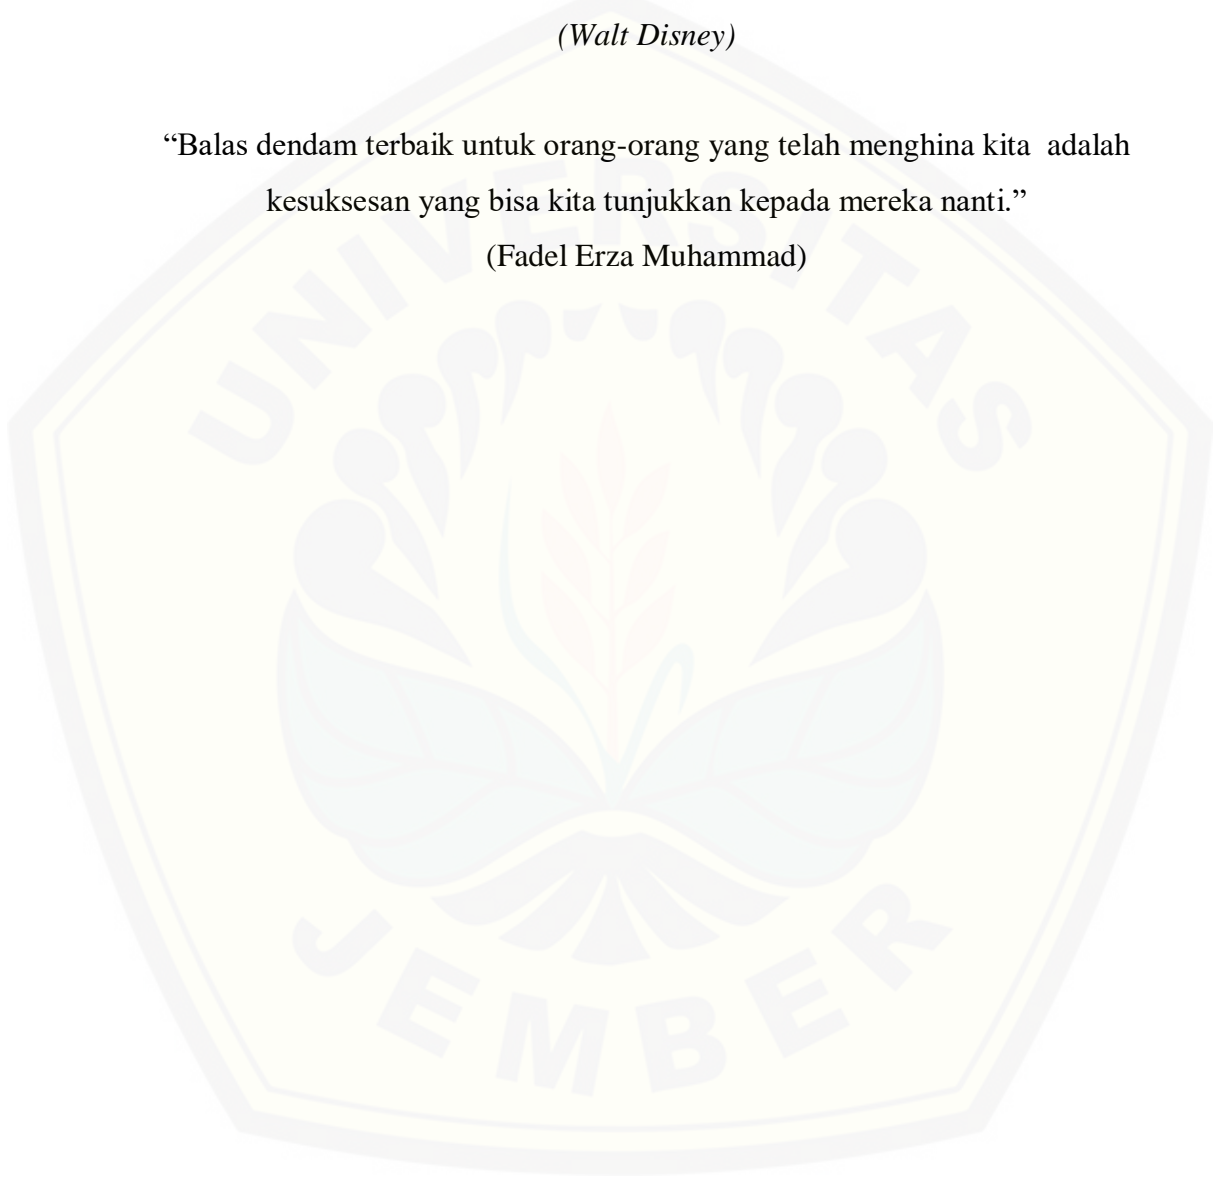 (Walt Disney)
“Balas dendam terbaik untuk orang-orang yang telah menghina kita  adalah
kesuksesan yang bisa kita tunjukkan kepada mereka nanti.”
(Fadel Erza Muhammad)
UNIVERSITAS
JEMBER